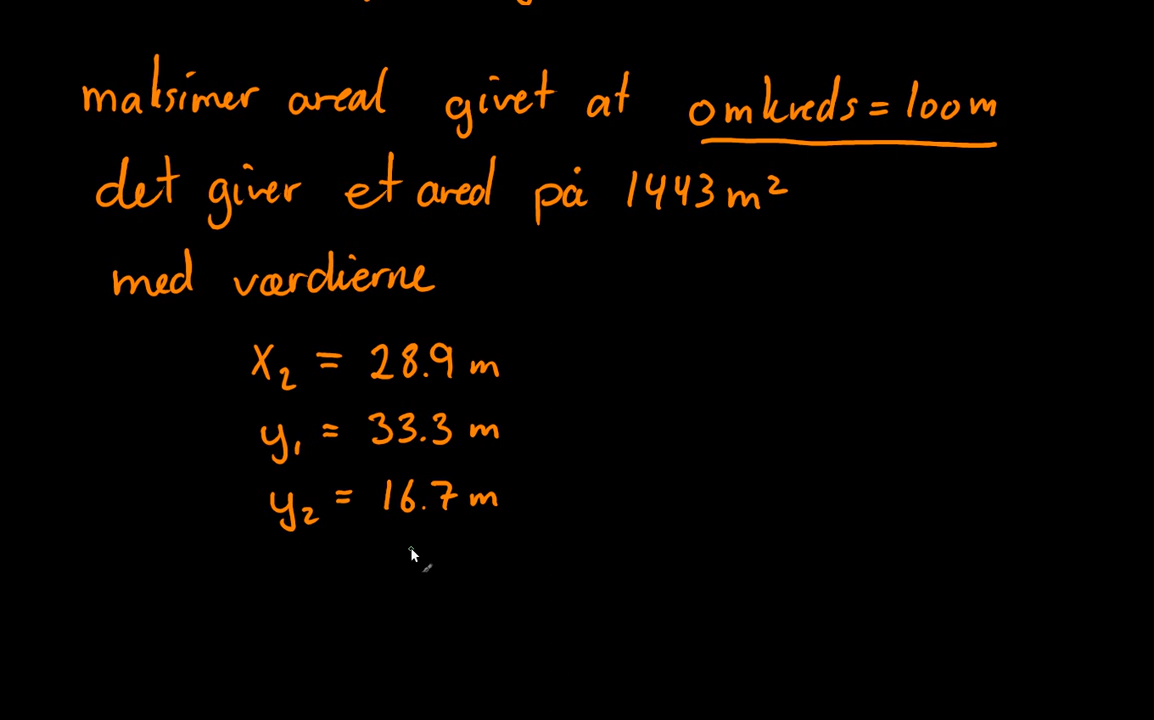 maksimer areal givet at omkreds = 100m
det giver et areal på 1443 m²
med værdierne
x₂ = 28.9 m
y₁ = 33.3 m
y₂ = 16.7 m